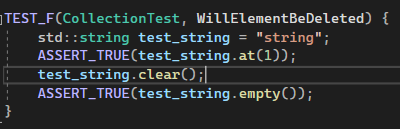 TEST_F(CollectionTest, WillElementBeDeleted) {
    std::string test_string = "string";
    ASSERT_TRUE(test_string.at(1));
    test_string.clear();
    ASSERT_TRUE(test_string.empty());
}